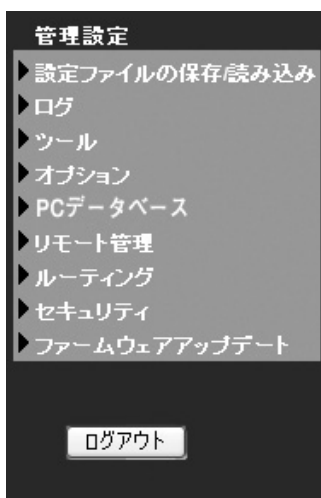 管理設定
設定ファイルの保存/読み込み
ログ
ツール
オプション
PCデータベース
リモート管理
ルーティング
セキュリティ
ファームウェアアップデート
ログアウト